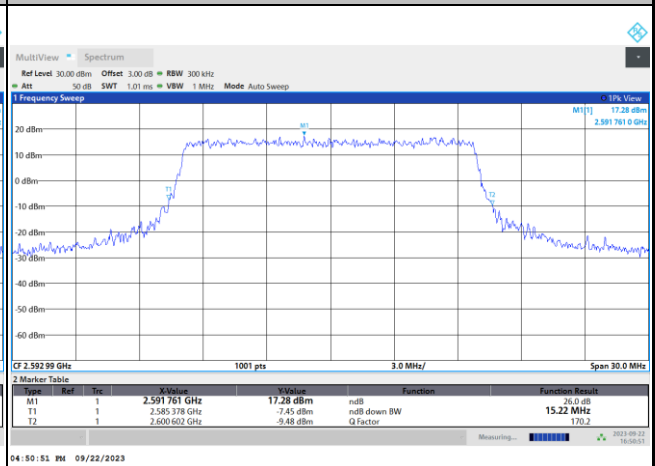 MultiView Spectrum
Ref Level 30.00 dBm Offset 3.00 dB RBW 300 kHz
Att 50 dB SWT 1.01 ms VBW 1 MHz Mode Auto Sweep
1 Frequency Sweep 1Pk View
M1[1] 17.28 dBm
2.591 761 0 GHz
M1
20 dBm
10 dBm
0 dBm
T1
T2
-10 dBm
-20 dBm
-30 dBm
-40 dBm
-50 dBm
-60 dBm
CF 2.592 99 GHz 1001 pts 3.0 MHz/ Span 30.0 MHz
2 Marker Table
Type Ref Trc X-Value Y-Value Function Function Result
M1 1 2.591 761 GHz 17.28 dBm ndB 26.0 dB
T1 1 2.585 378 GHz -7.45 dBm ndB down BW 15.22 MHz
T2 1 2.600 602 GHz -9.48 dBm Q Factor 170.2
Measuring... 2023-09-22
16:50:51
04:50:51 PM 09/22/2023